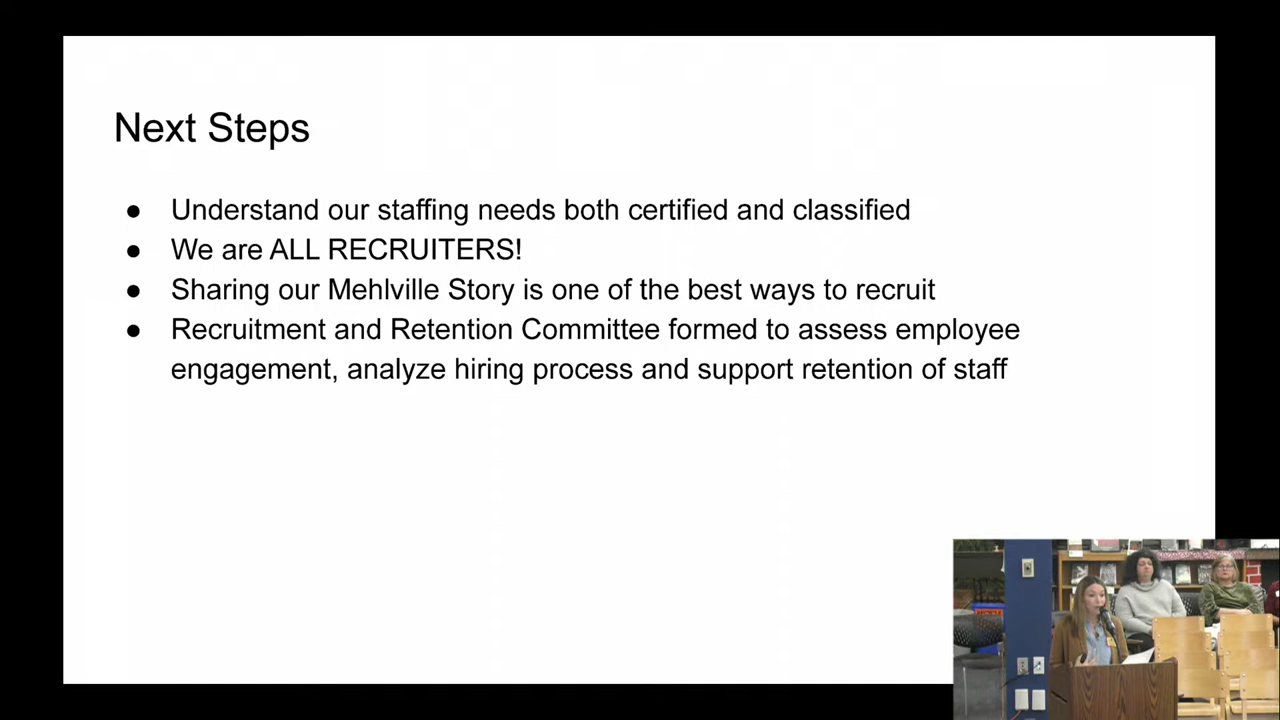 Next Steps
● Understand our staffing needs both certified and classified
● We are ALL RECRUITERS!
● Sharing our Mehlville Story is one of the best ways to recruit
● Recruitment and Retention Committee formed to assess employee
engagement, analyze hiring process and support retention of staff